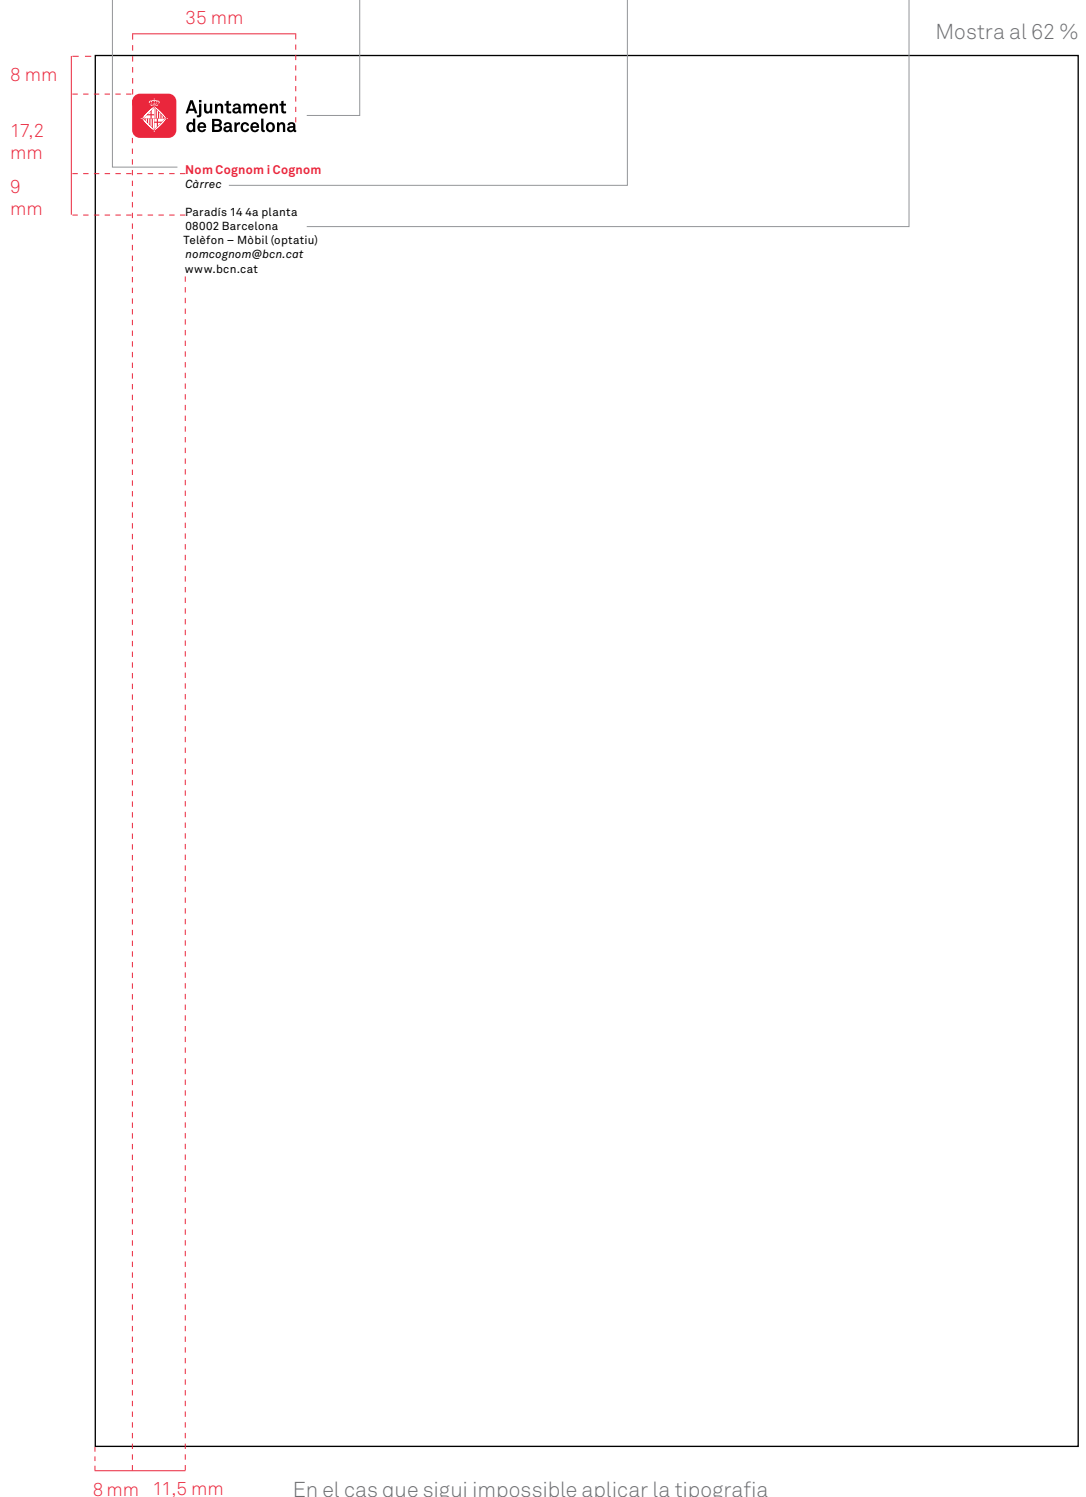 35 mm
Mostra al 62 %
8 mm
17,2
mm
9
mm
Ajuntament
de Barcelona
Nom Cognom i Cognom
Càrrec
Paradís 14 4a planta
08002 Barcelona
Telèfon – Mòbil (optatiu)
nomcognom@bcn.cat
www.bcn.cat
8 mm
11,5 mm
En el cas que sigui impossible aplicar la tipografia